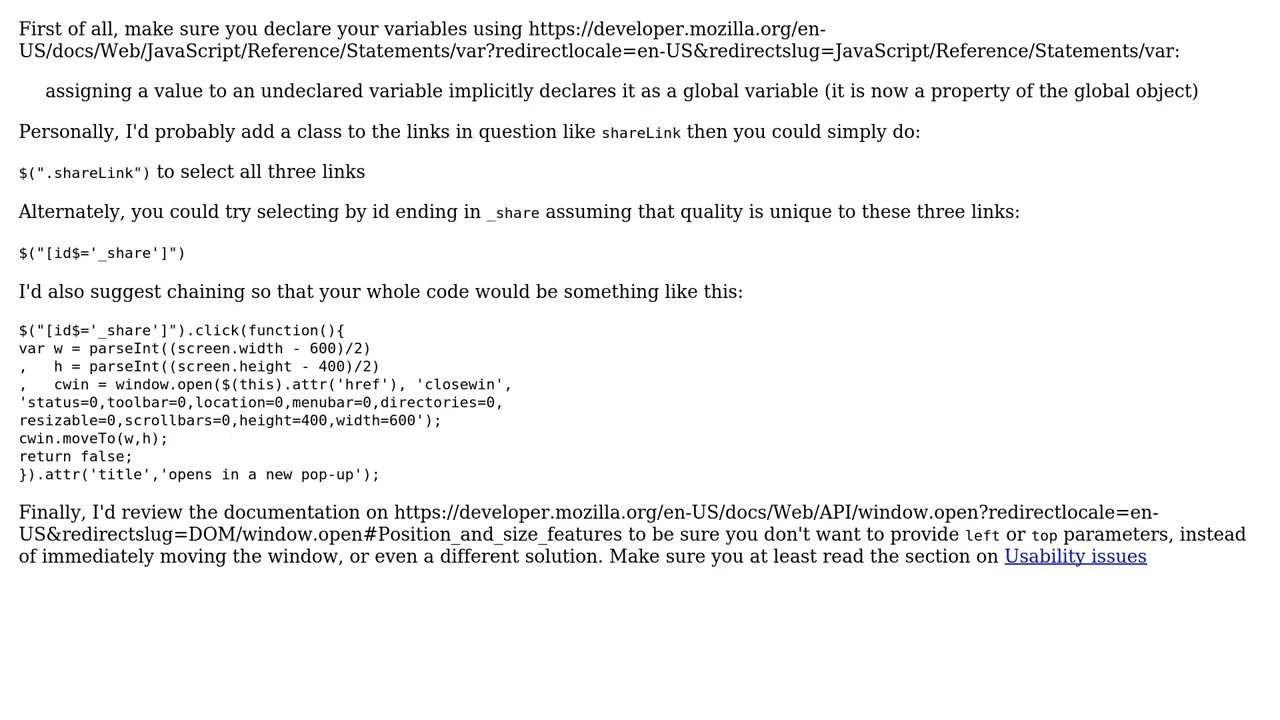 First of all, make sure you declare your variables using https://developer.mozilla.org/en-
US/docs/Web/JavaScript/Reference/Statements/var?redirectlocale=en-US&redirectslug=JavaScript/Reference/Statements/var:
assigning a value to an undeclared variable implicitly declares it as a global variable (it is now a property of the global object)
Personally, I'd probably add a class to the links in question like shareLink then you could simply do:
$(".shareLink") to select all three links
Alternately, you could try selecting by id ending in _share assuming that quality is unique to these three links:
$("[id$='_share']")
I'd also suggest chaining so that your whole code would be something like this:
$("[id$='_share']").click(function(){
var w = parseInt((screen.width - 600)/2)
,   h = parseInt((screen.height - 400)/2)
,   cwin = window.open($(this).attr('href'), 'closewin',
'status=0,toolbar=0,location=0,menubar=0,directories=0,
resizable=0,scrollbars=0,height=400,width=600');
cwin.moveTo(w,h);
return false;
}).attr('title','opens in a new pop-up');
Finally, I'd review the documentation on https://developer.mozilla.org/en-US/docs/Web/API/window.open?redirectlocale=en-
US&redirectslug=DOM/window.open#Position_and_size_features to be sure you don't want to provide left or top parameters, instead
of immediately moving the window, or even a different solution. Make sure you at least read the section on Usability issues